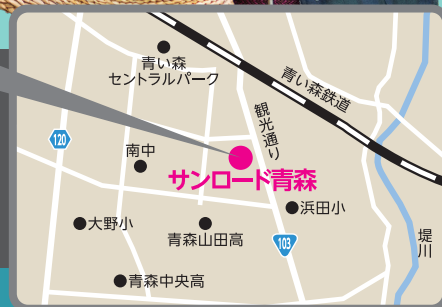 青い森
セントラルパーク
青い森鉄道
観光通り
120
南中
サンロード青森
浜田小
大野小
青森山田高
103
堤川
青森中央高